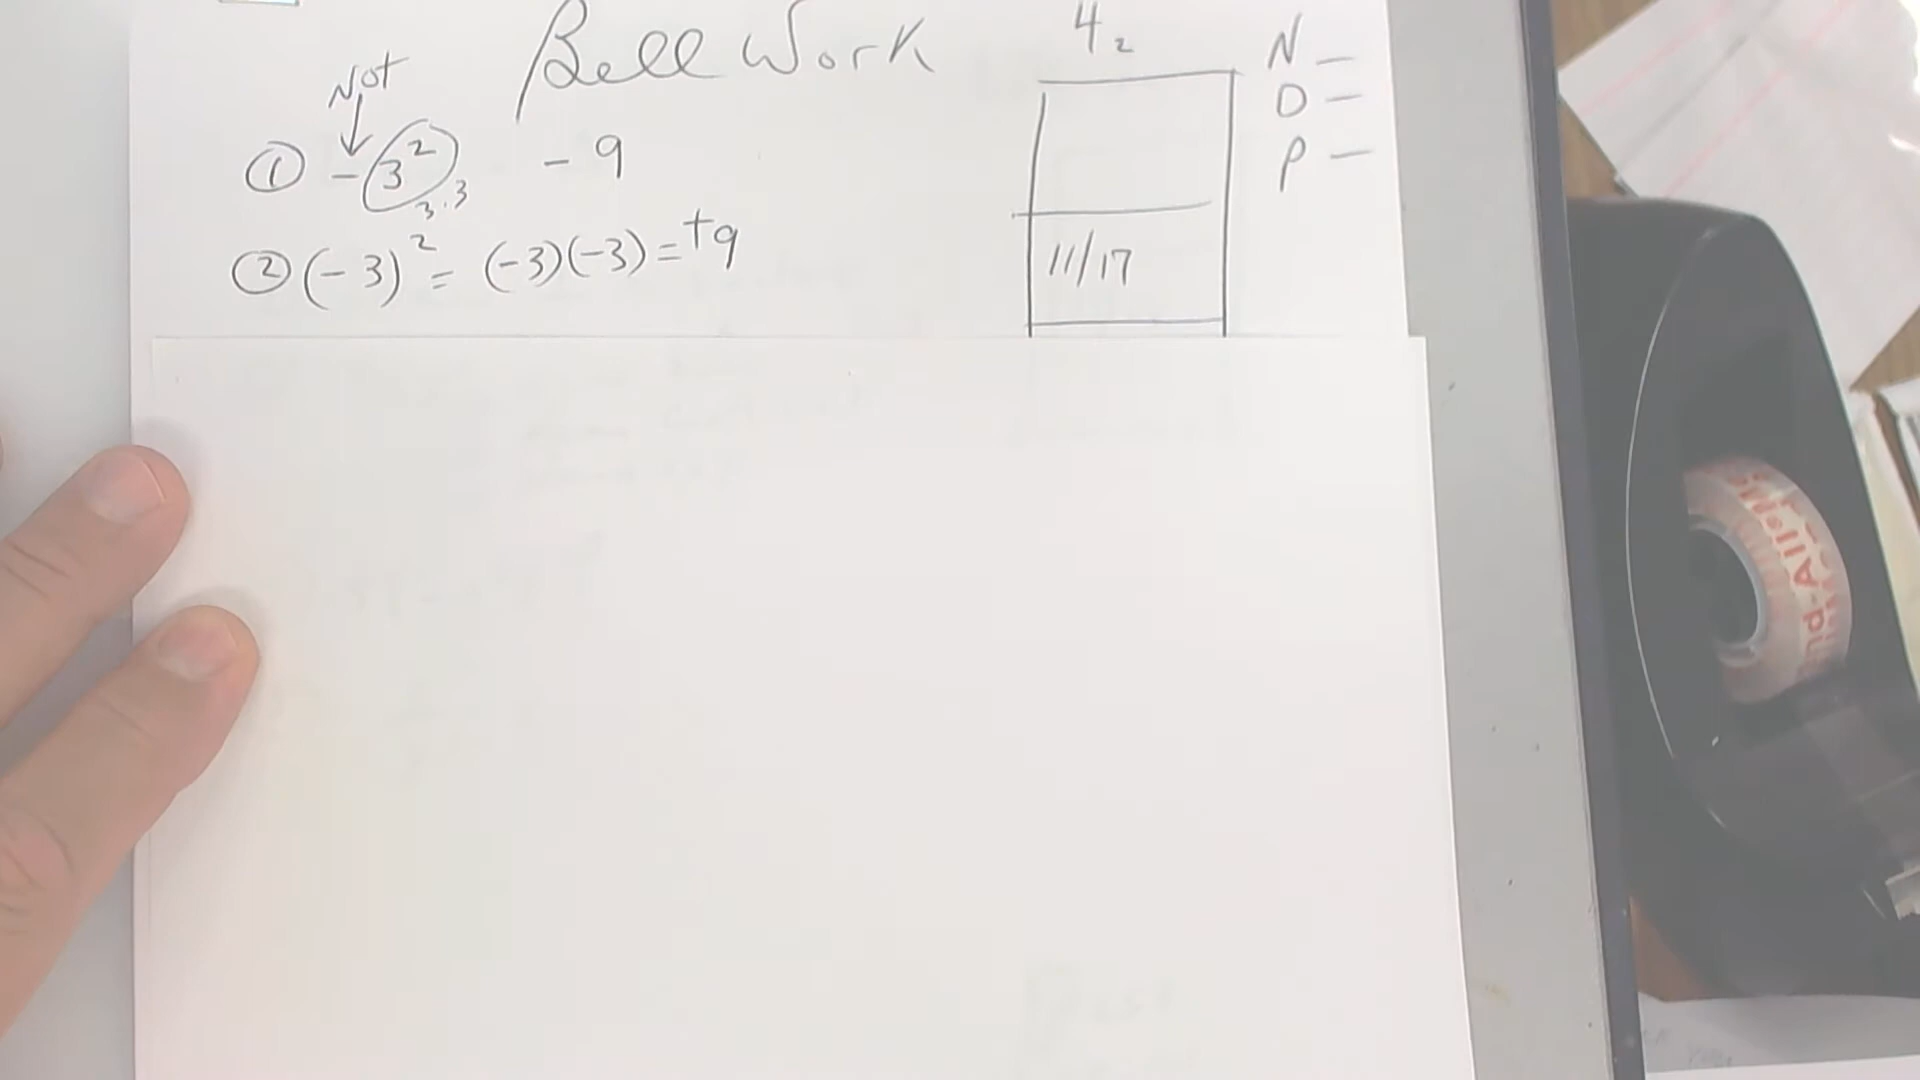 Bell Work
Not
① -3² - 9
3·3
② (-3)² = (-3)(-3) = +9
4₂
11/17
N —
D —
P —